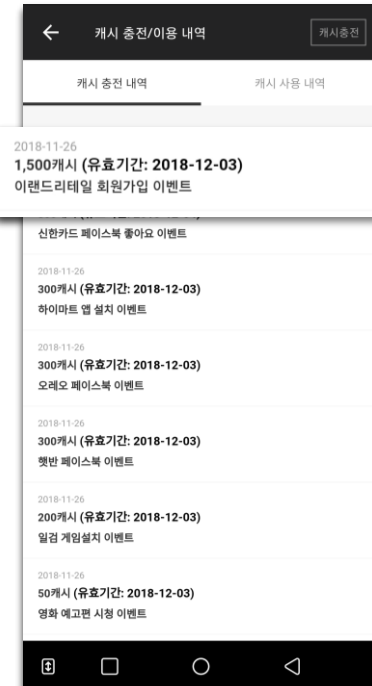 캐시 충전/이용 내역
캐시충전
캐시 충전 내역
캐시 사용 내역
2018-11-26
1,500캐시 (유효기간: 2018-12-03)
이랜드리테일 회원가입 이벤트
신한카드 페이스북 좋아요 이벤트
2018-11-26
300캐시 (유효기간: 2018-12-03)
하이마트 앱 설치 이벤트
2018-11-26
300캐시 (유효기간: 2018-12-03)
오레오 페이스북 이벤트
2018-11-26
300캐시 (유효기간: 2018-12-03)
햇반 페이스북 이벤트
2018-11-26
200캐시 (유효기간: 2018-12-03)
일검 게임설치 이벤트
2018-11-26
50캐시 (유효기간: 2018-12-03)
영화 예고편 시청 이벤트